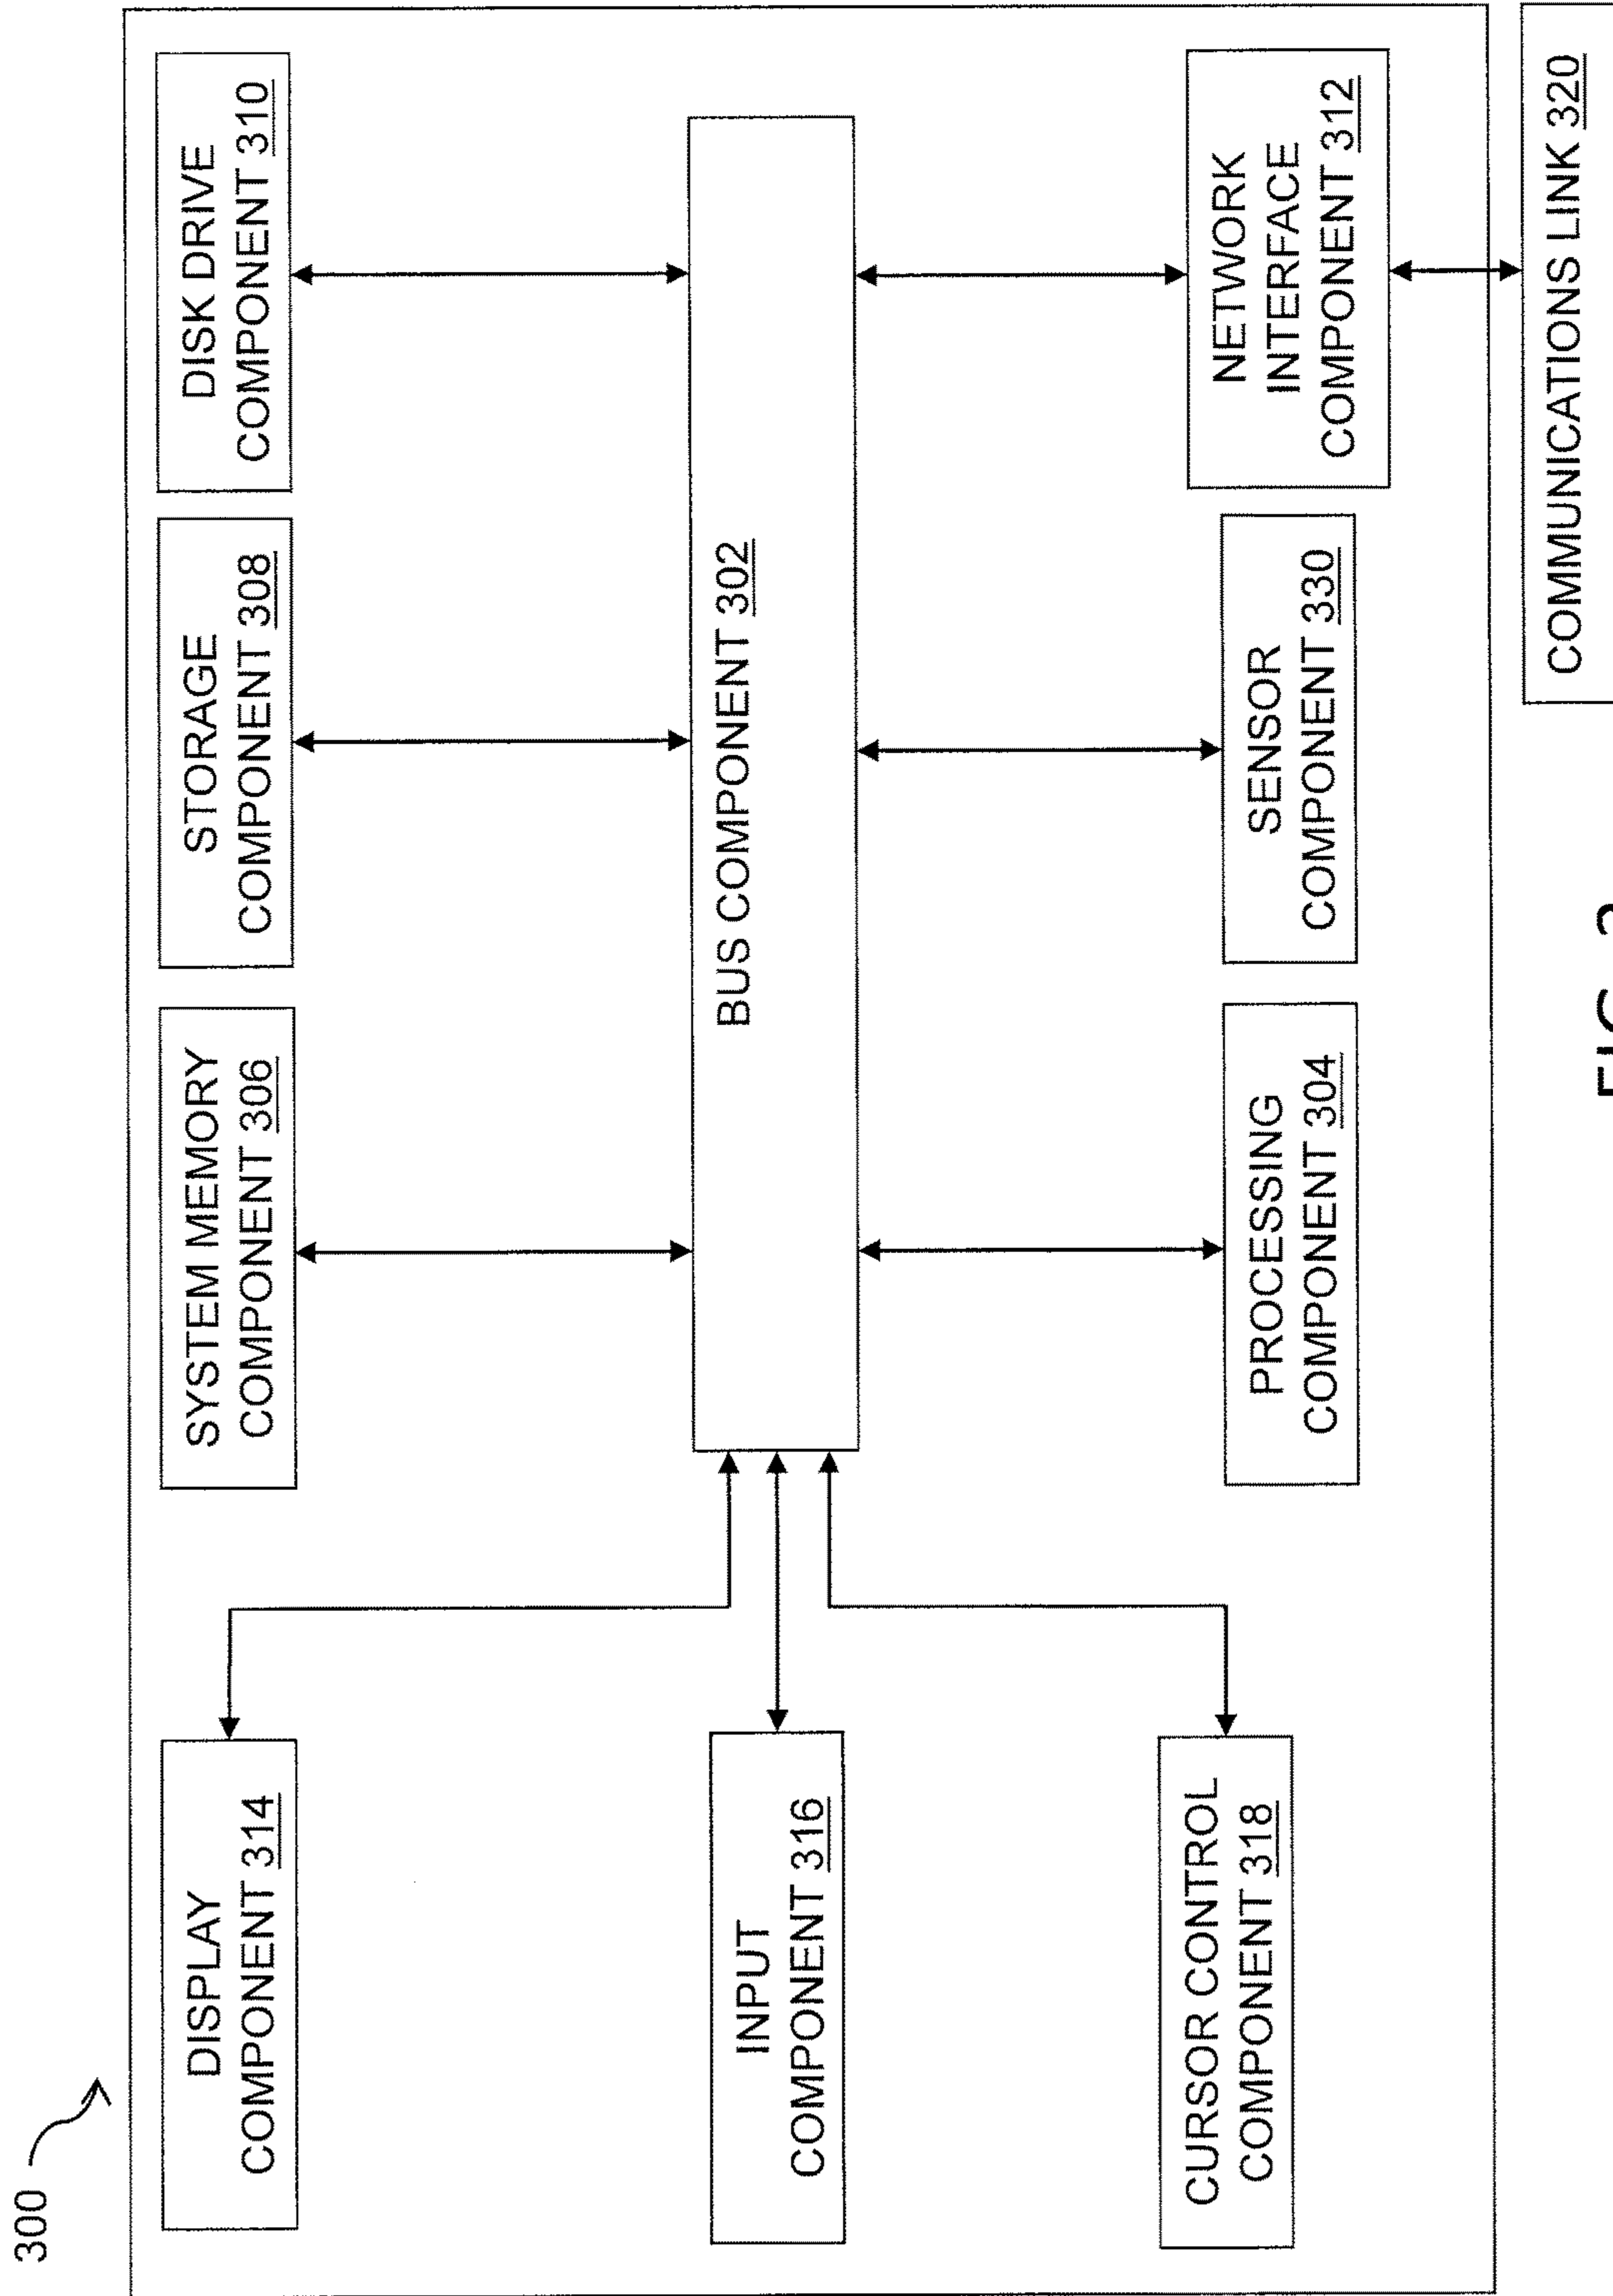 300
DISPLAY
COMPONENT 314
SYSTEM MEMORY
COMPONENT 306
STORAGE
COMPONENT 308
DISK DRIVE
COMPONENT 310
INPUT
COMPONENT 316
BUS COMPONENT 302
CURSOR CONTROL
COMPONENT 318
PROCESSING
COMPONENT 304
SENSOR
COMPONENT 330
NETWORK
INTERFACE
COMPONENT 312
COMMUNICATIONS LINK 320
FIG.